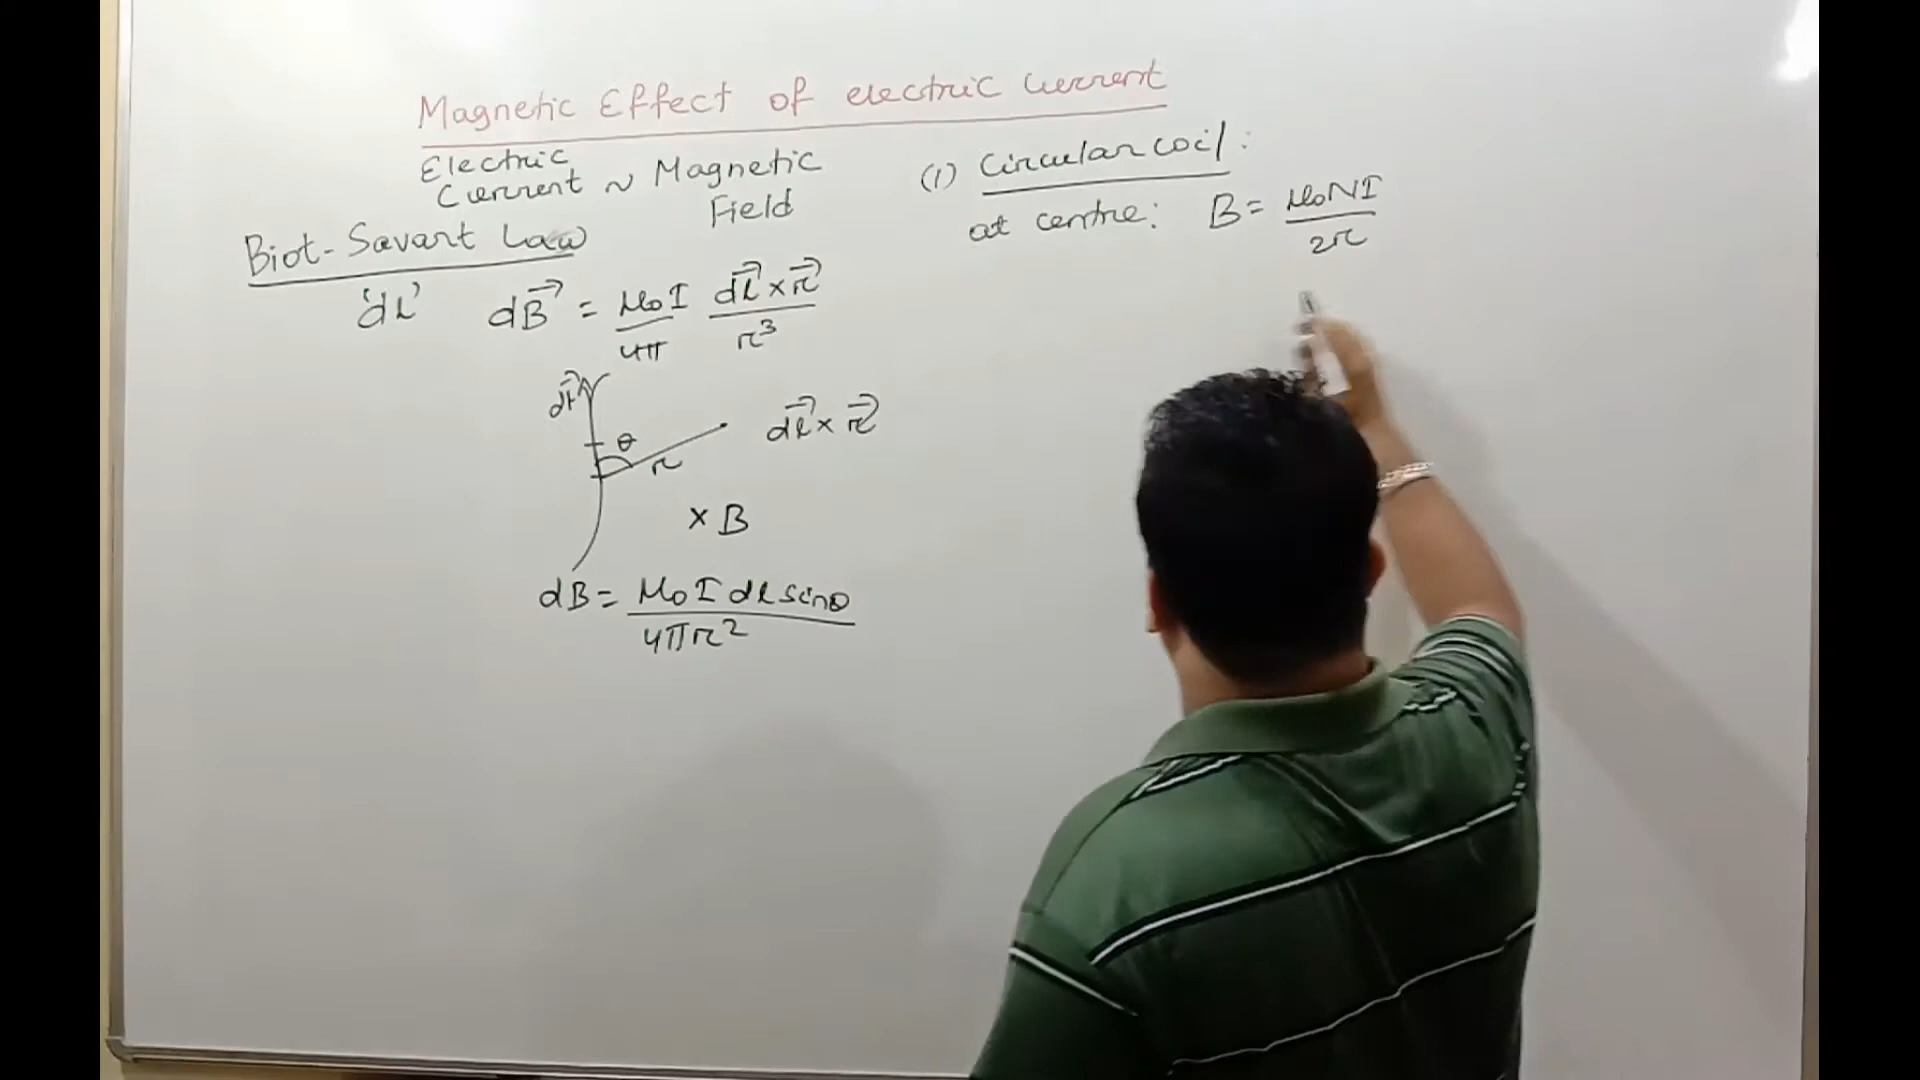 Magnetic Effect of electric current
Electric
Current ~ Magnetic
Field
Biot-Savart Law
'dl' dB⃗ = μ₀I/4π dl⃗×r⃗/r³
dl⃗
θ
r
dl⃗×r⃗
× B
dB = μ₀ I dl sinθ/4πr²
(1) Circular coil:
at centre: B = μ₀NI/2r